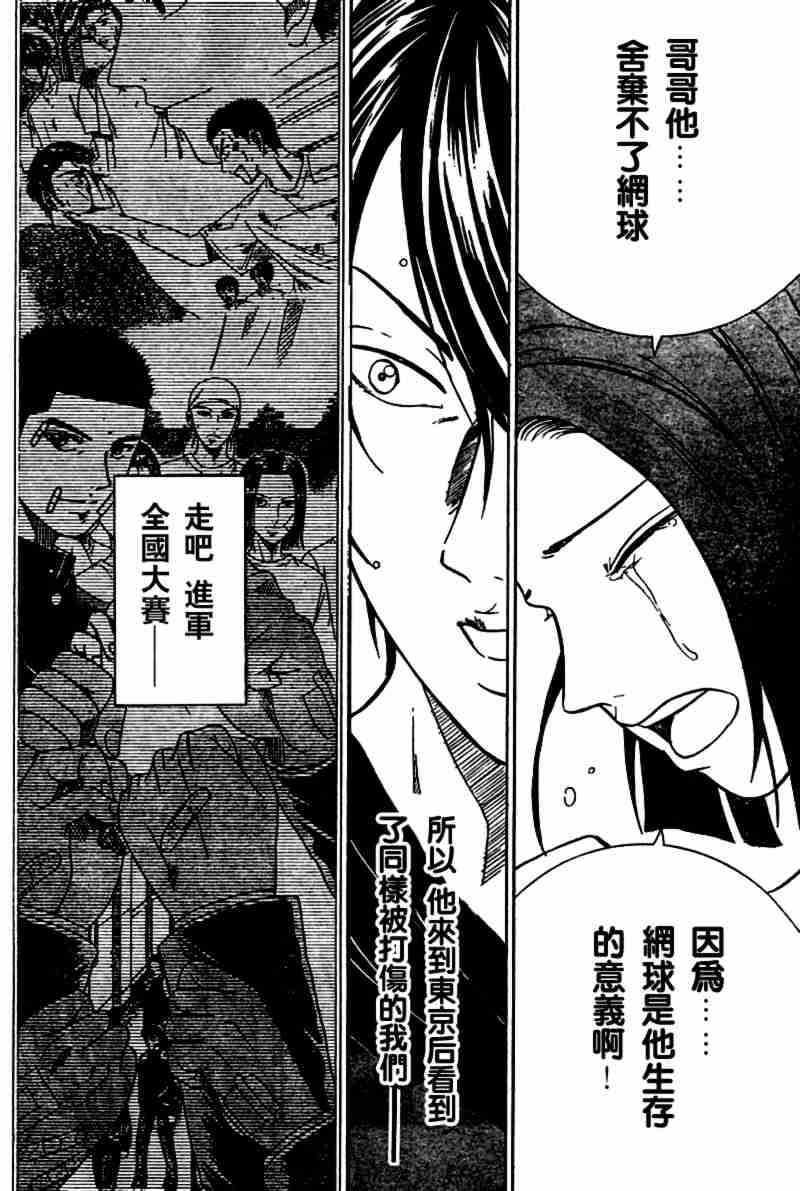 哥哥他……
舍棄不了網球
因爲……
網球是他生存
的意義啊！
所以 他來到東京后看到
了同樣被打傷的我們——
走吧 進軍
全國大賽——